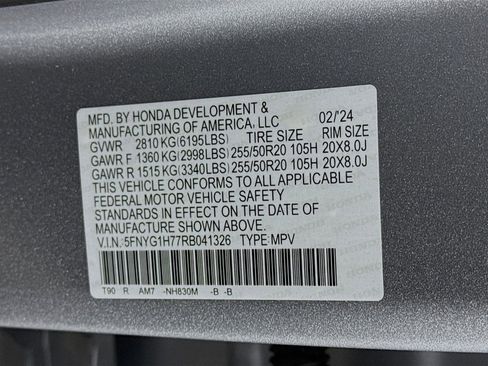 MFD. BY HONDA DEVELOPMENT &
MANUFACTURING OF AMERICA, LLC 02/'24
GVWR 2810 KG(6195LBS) TIRE SIZE RIM SIZE
GAWR F 1360 KG(2998LBS) 255/50R20 105H 20X8.0J
GAWR R 1515 KG(3340LBS) 255/50R20 105H 20X8.0J
THIS VEHICLE CONFORMS TO ALL APPLICABLE
FEDERAL MOTOR VEHICLE SAFETY
STANDARDS IN EFFECT ON THE DATE OF
MANUFACTURE SHOWN ABOVE.
V.I.N.:5FNYG1H77RB041326 TYPE:MPV
T90 R AM7 -NH830M -B -B